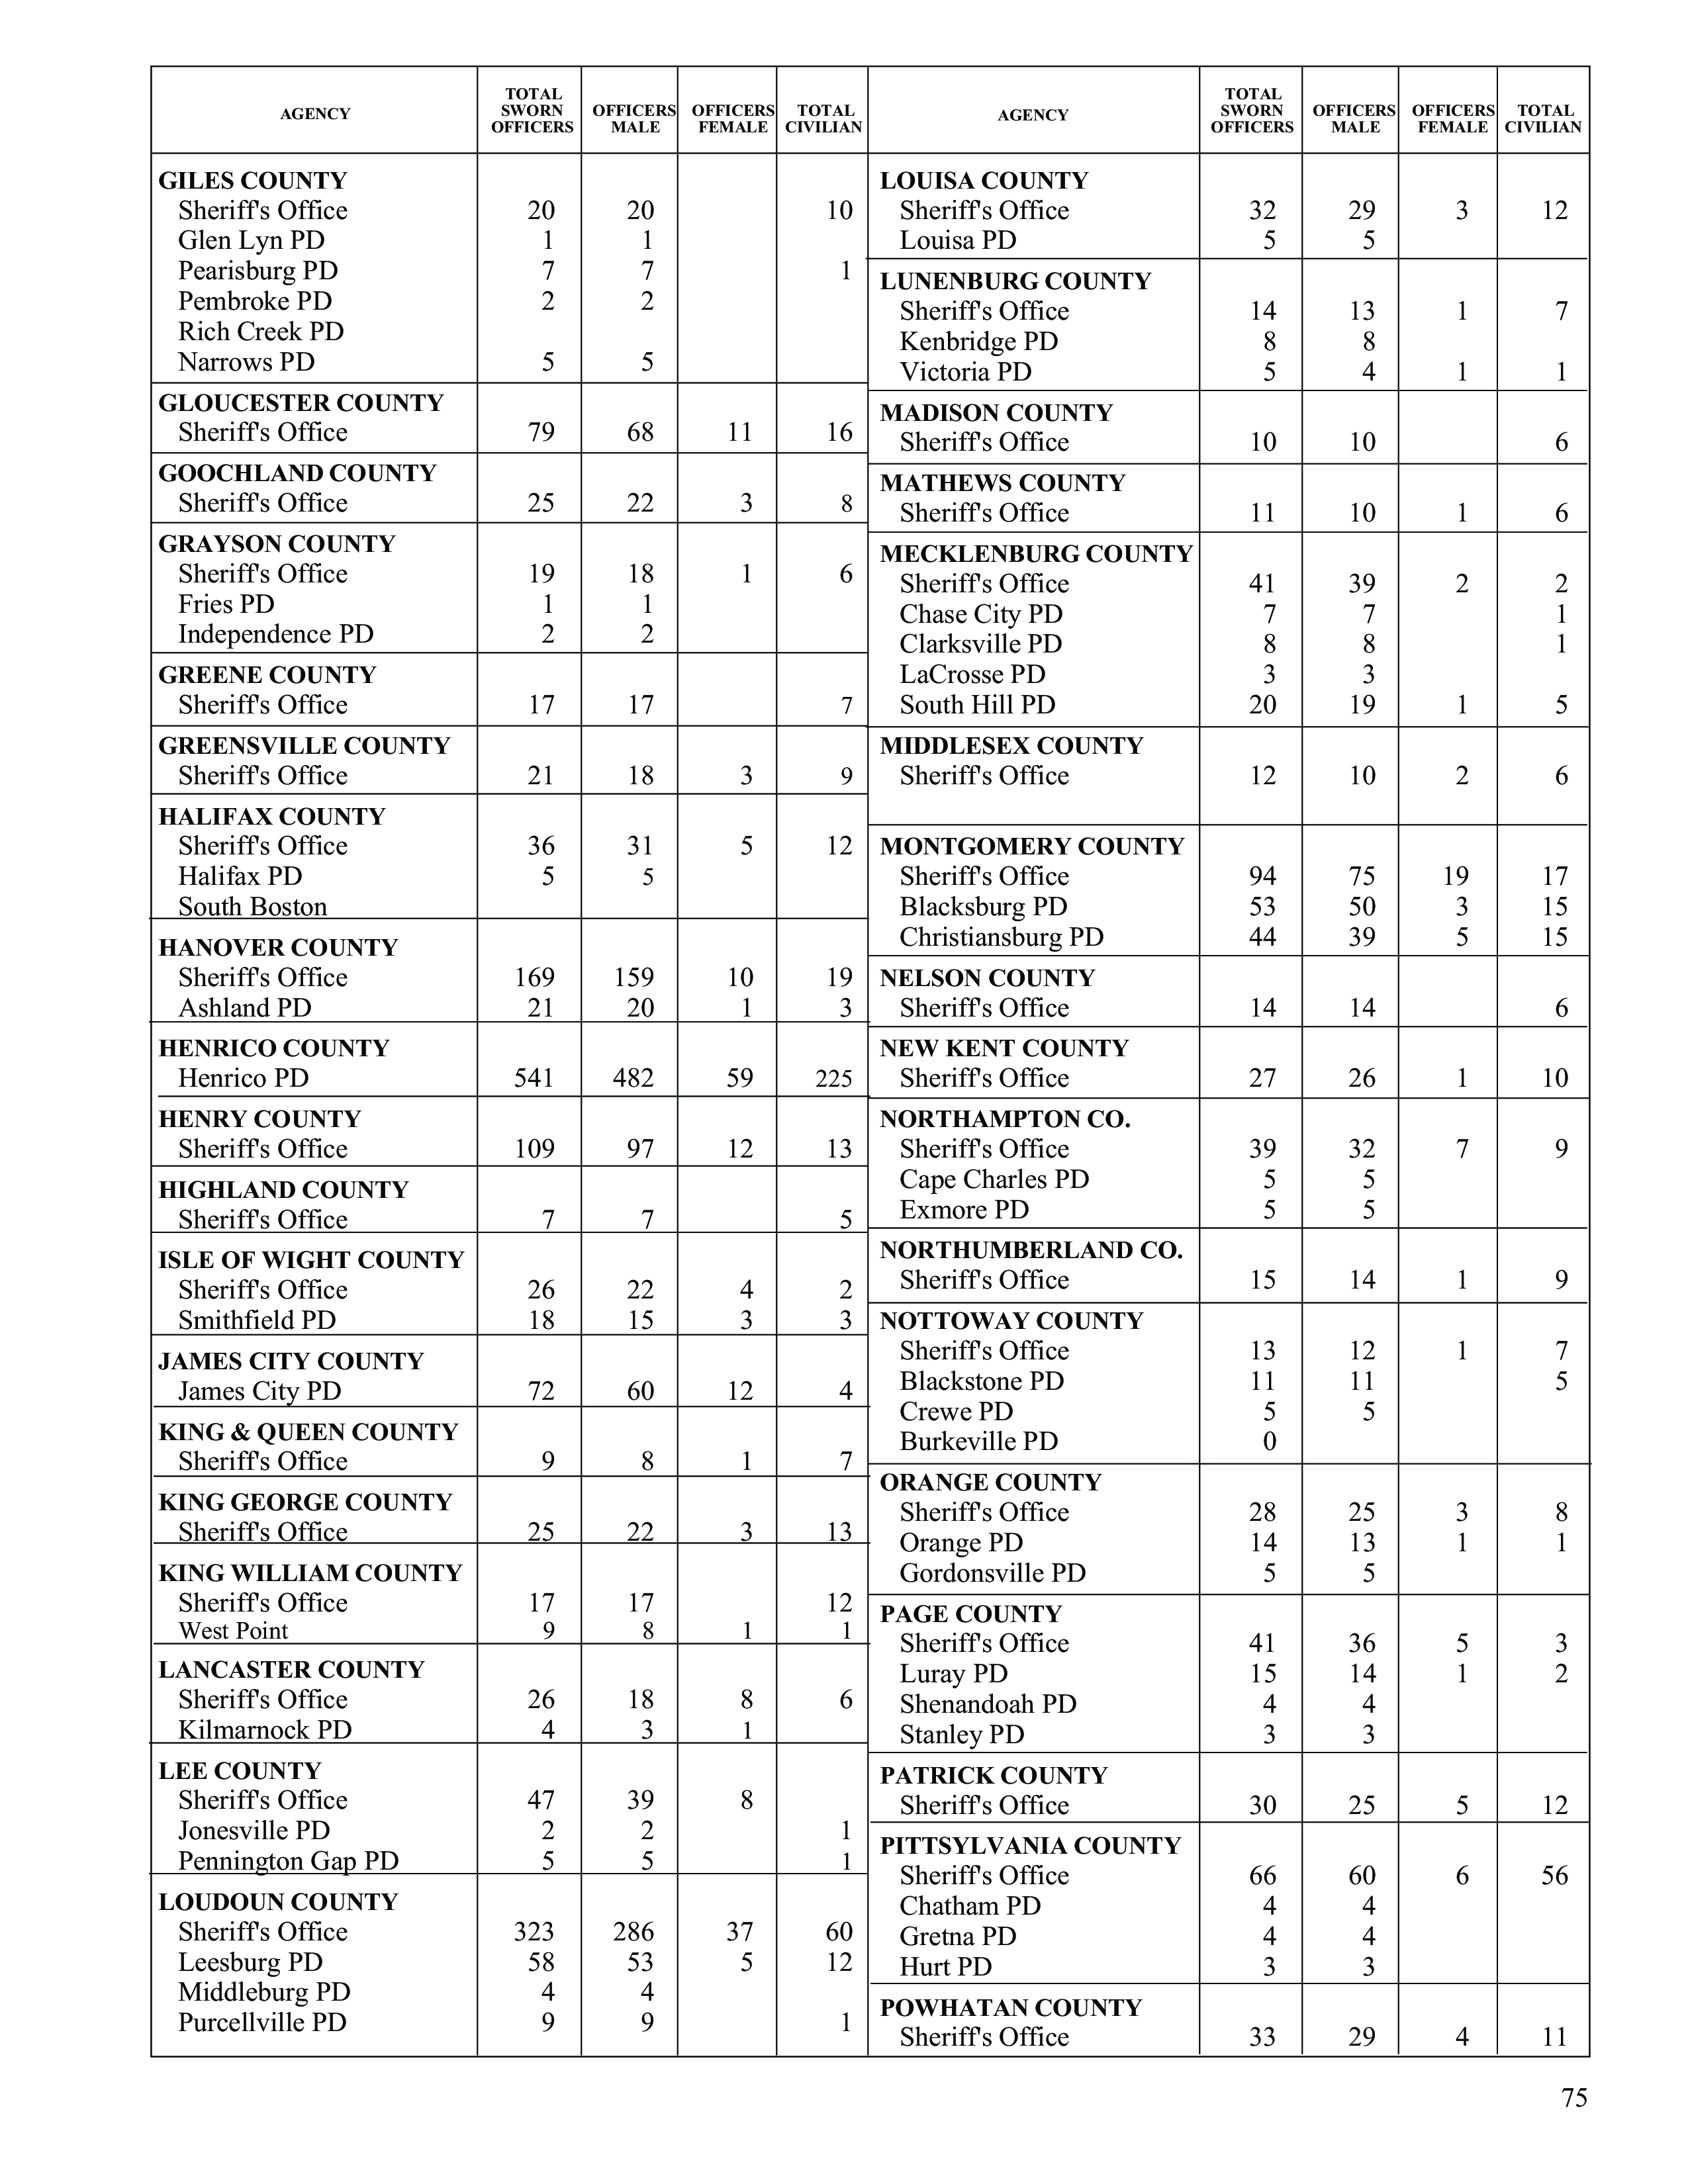 AGENCY TOTAL SWORN OFFICERS OFFICERS MALE OFFICERS FEMALE TOTAL CIVILIAN
GILES COUNTY
Sheriff's Office 20 20 10
Glen Lyn PD 1 1
Pearisburg PD 7 7 1
Pembroke PD 2 2
Rich Creek PD
Narrows PD 5 5
GLOUCESTER COUNTY
Sheriff's Office 79 68 11 16
GOOCHLAND COUNTY
Sheriff's Office 25 22 3 8
GRAYSON COUNTY
Sheriff's Office 19 18 1 6
Fries PD 1 1
Independence PD 2 2
GREENE COUNTY
Sheriff's Office 17 17 7
GREENSVILLE COUNTY
Sheriff's Office 21 18 3 9
HALIFAX COUNTY
Sheriff's Office 36 31 5 12
Halifax PD 5 5
South Boston
HANOVER COUNTY
Sheriff's Office 169 159 10 19
Ashland PD 21 20 1 3
HENRICO COUNTY
Henrico PD 541 482 59 225
HENRY COUNTY
Sheriff's Office 109 97 12 13
HIGHLAND COUNTY
Sheriff's Office 7 7 5
ISLE OF WIGHT COUNTY
Sheriff's Office 26 22 4 2
Smithfield PD 18 15 3 3
JAMES CITY COUNTY
James City PD 72 60 12 4
KING & QUEEN COUNTY
Sheriff's Office 9 8 1 7
KING GEORGE COUNTY
Sheriff's Office 25 22 3 13
KING WILLIAM COUNTY
Sheriff's Office 17 17 12
West Point 9 8 1 1
LANCASTER COUNTY
Sheriff's Office 26 18 8 6
Kilmarnock PD 4 3 1
LEE COUNTY
Sheriff's Office 47 39 8
Jonesville PD 2 2 1
Pennington Gap PD 5 5 1
LOUDOUN COUNTY
Sheriff's Office 323 286 37 60
Leesburg PD 58 53 5 12
Middleburg PD 4 4
Purcellville PD 9 9 1
AGENCY TOTAL SWORN OFFICERS OFFICERS MALE OFFICERS FEMALE TOTAL CIVILIAN
LOUISA COUNTY
Sheriff's Office 32 29 3 12
Louisa PD 5 5
LUNENBURG COUNTY
Sheriff's Office 14 13 1 7
Kenbridge PD 8 8
Victoria PD 5 4 1 1
MADISON COUNTY
Sheriff's Office 10 10 6
MATHEWS COUNTY
Sheriff's Office 11 10 1 6
MECKLENBURG COUNTY
Sheriff's Office 41 39 2 2
Chase City PD 7 7 1
Clarksville PD 8 8 1
LaCrosse PD 3 3
South Hill PD 20 19 1 5
MIDDLESEX COUNTY
Sheriff's Office 12 10 2 6
MONTGOMERY COUNTY
Sheriff's Office 94 75 19 17
Blacksburg PD 53 50 3 15
Christiansburg PD 44 39 5 15
NELSON COUNTY
Sheriff's Office 14 14 6
NEW KENT COUNTY
Sheriff's Office 27 26 1 10
NORTHAMPTON CO.
Sheriff's Office 39 32 7 9
Cape Charles PD 5 5
Exmore PD 5 5
NORTHUMBERLAND CO.
Sheriff's Office 15 14 1 9
NOTTOWAY COUNTY
Sheriff's Office 13 12 1 7
Blackstone PD 11 11 5
Crewe PD 5 5
Burkeville PD 0
ORANGE COUNTY
Sheriff's Office 28 25 3 8
Orange PD 14 13 1 1
Gordonsville PD 5 5
PAGE COUNTY
Sheriff's Office 41 36 5 3
Luray PD 15 14 1 2
Shenandoah PD 4 4
Stanley PD 3 3
PATRICK COUNTY
Sheriff's Office 30 25 5 12
PITTSYLVANIA COUNTY
Sheriff's Office 66 60 6 56
Chatham PD 4 4
Gretna PD 4 4
Hurt PD 3 3
POWHATAN COUNTY
Sheriff's Office 33 29 4 11
75